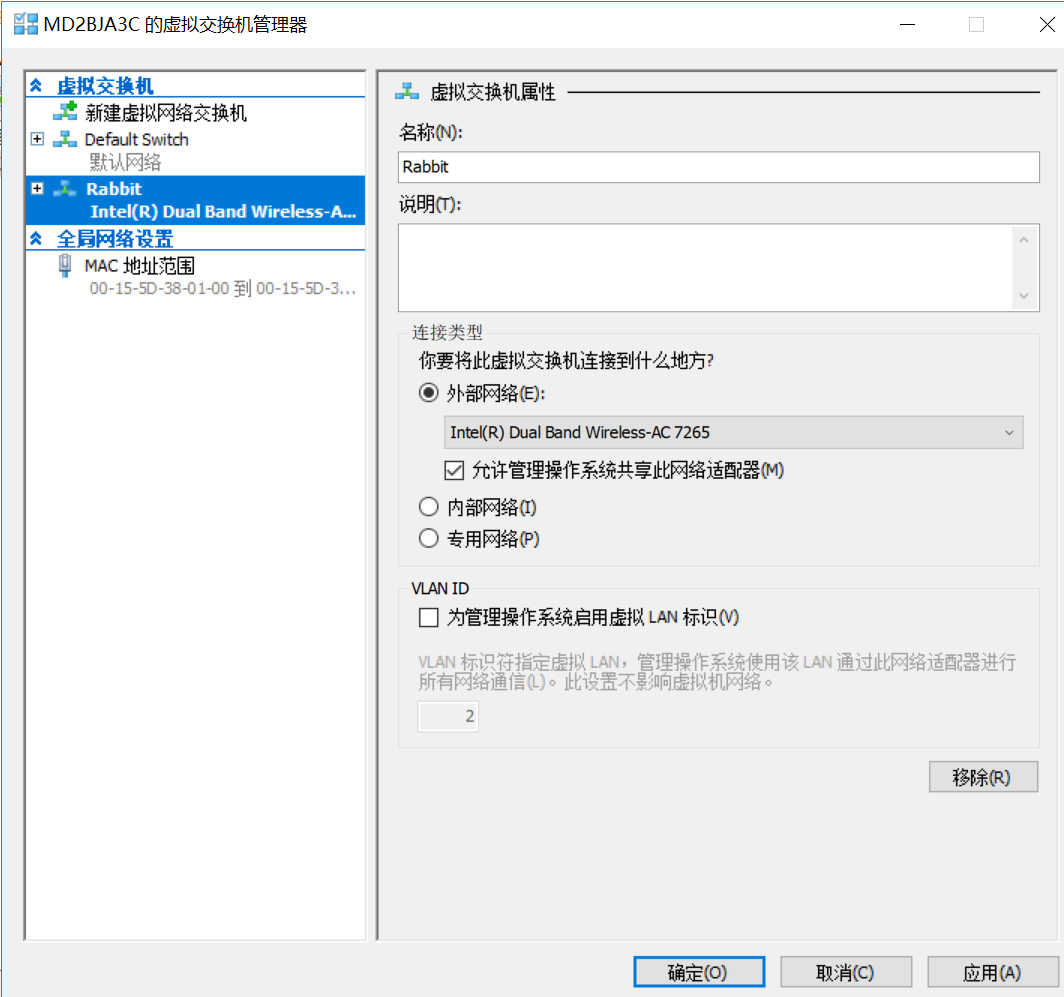 MD2BJA3C 的虚拟交换机管理器
虚拟交换机
新建虚拟网络交换机
Default Switch
默认网络
Rabbit
Intel(R) Dual Band Wireless-A...
全局网络设置
MAC 地址范围
00-15-5D-38-01-00 到 00-15-5D-3...
虚拟交换机属性
名称(N):
Rabbit
说明(T):
连接类型
你要将此虚拟交换机连接到什么地方?
外部网络(E):
Intel(R) Dual Band Wireless-AC 7265
允许管理操作系统共享此网络适配器(M)
内部网络(I)
专用网络(P)
VLAN ID
为管理操作系统启用虚拟 LAN 标识(V)
VLAN 标识符指定虚拟 LAN，管理操作系统使用该 LAN 通过此网络适配器进行
所有网络通信(L)。此设置不影响虚拟机网络。
2
移除(R)
确定(O)
取消(C)
应用(A)